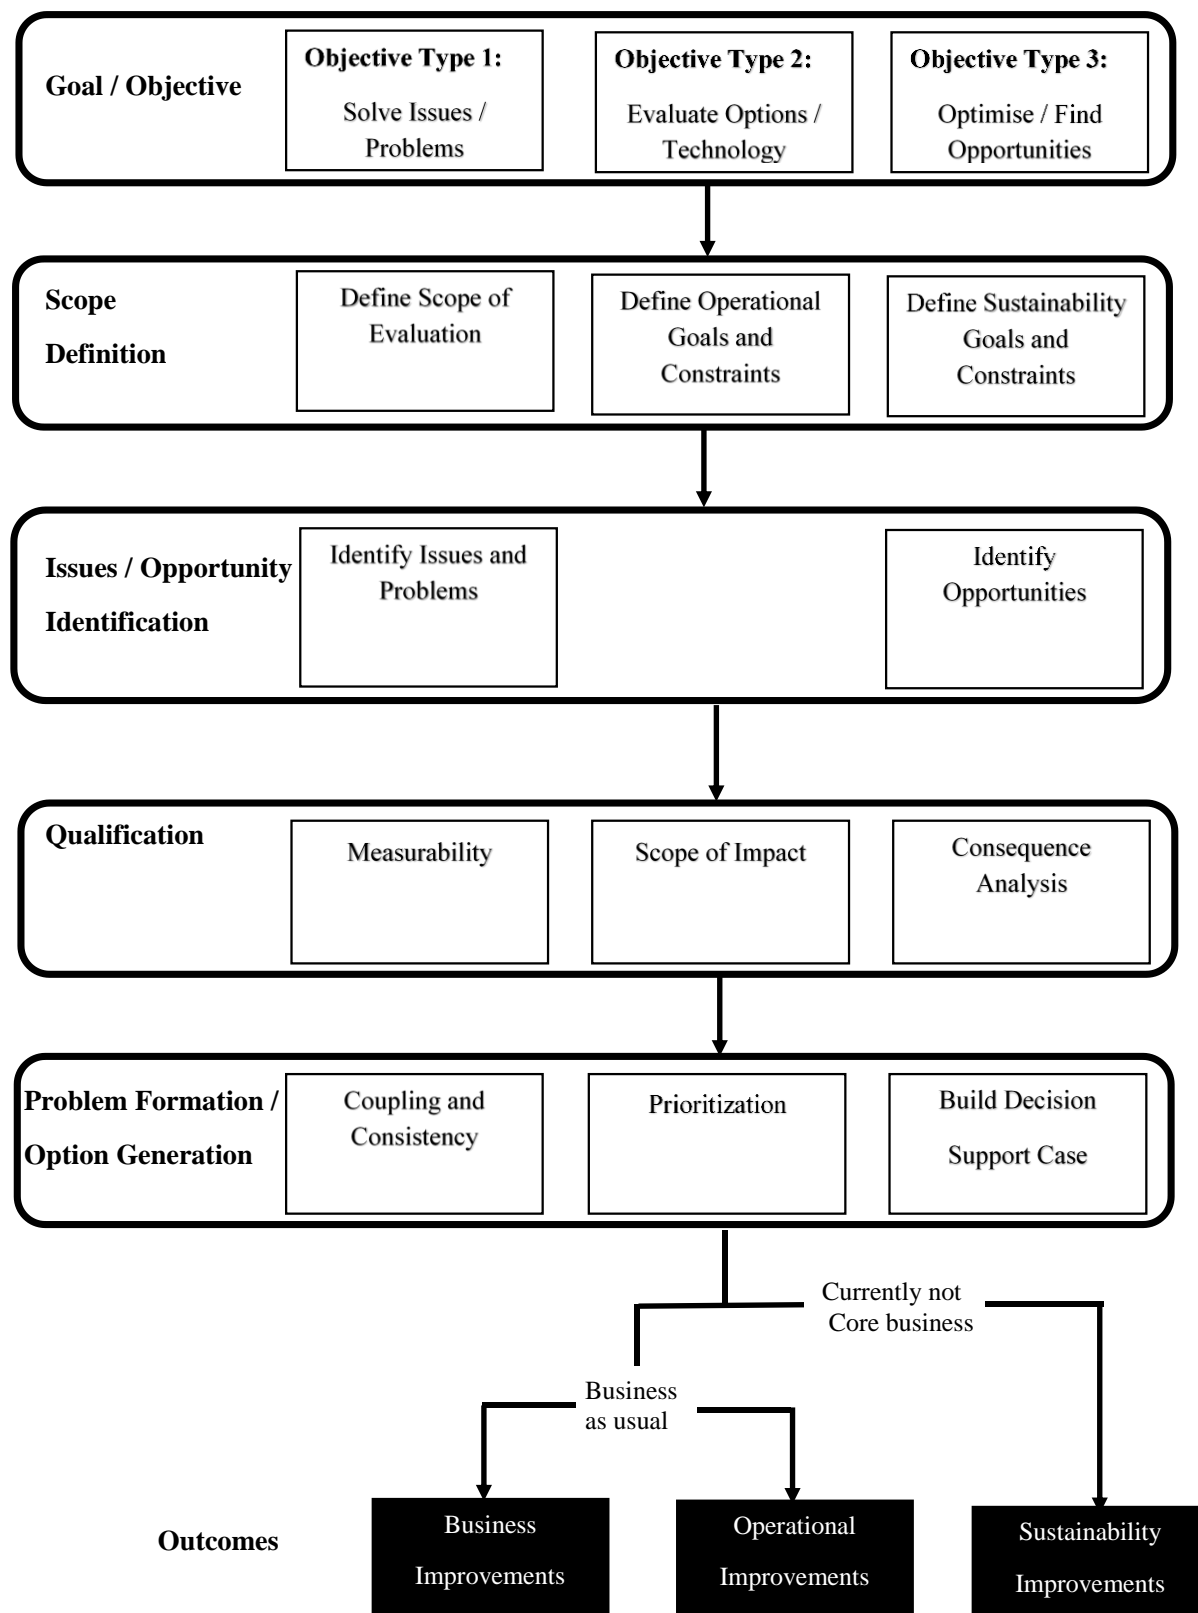 Goal / Objective
Objective Type 1:
Solve Issues /
Problems
Objective Type 2:
Evaluate Options /
Technology
Objective Type 3:
Optimise / Find
Opportunities
Scope
Definition
Define Scope of
Evaluation
Define Operational
Goals and
Constraints
Define Sustainability
Goals and
Constraints
Issues / Opportunity
Identification
Identify Issues and
Problems
Identify
Opportunities
Qualification
Measurability
Scope of Impact
Consequence
Analysis
Problem Formation /
Option Generation
Coupling and
Consistency
Prioritization
Build Decision
Support Case
Currently not
Core business
Business
as usual
Outcomes
Business
Improvements
Operational
Improvements
Sustainability
Improvements